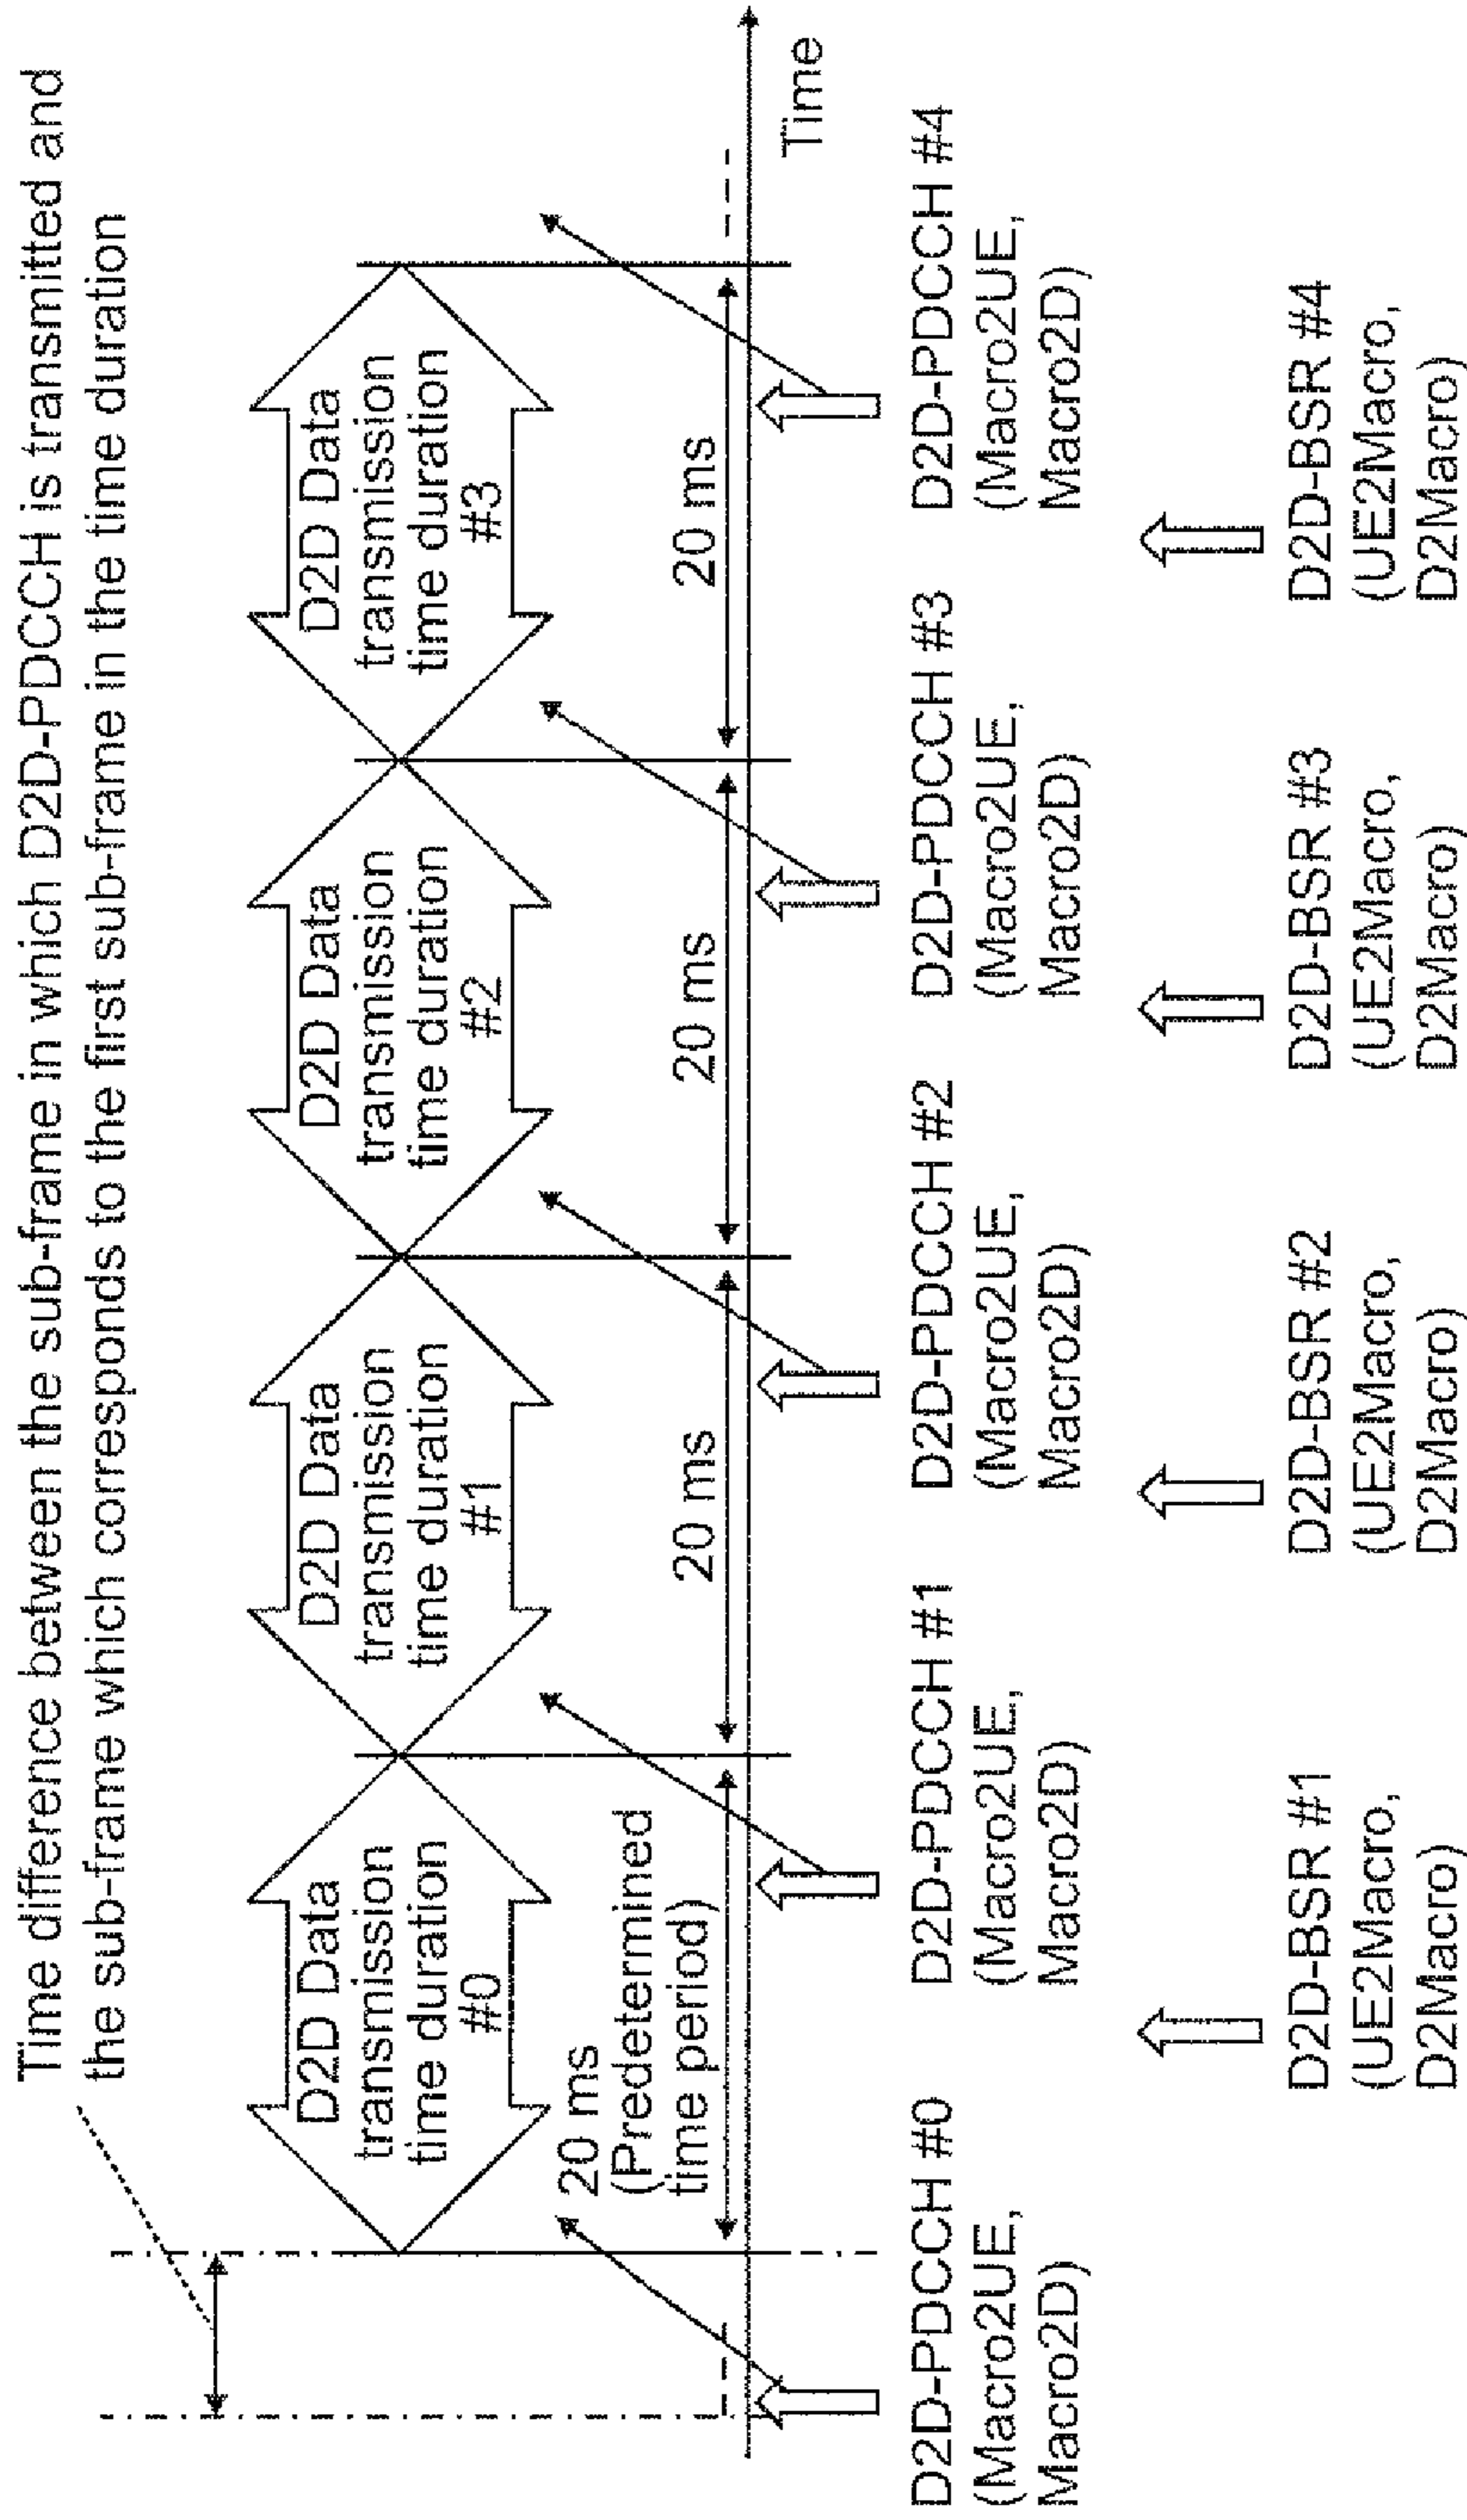 Time difference between the sub-frame in which D2D-PDCCH is transmitted and
the sub-frame which corresponds to the first sub-frame in the time duration
D2D Data
transmission
time duration
#0
D2D Data
transmission
time duration
#1
D2D Data
transmission
time duration
#2
D2D Data
transmission
time duration
#3
20 ms
(Predetermined
time period)
20 ms
20 ms
20 ms
Time
D2D-PDCCH #0
(Macro2UE,
Macro2D)
D2D-PDCCH #1
(Macro2UE,
Macro2D)
D2D-PDCCH #2
(Macro2UE,
Macro2D)
D2D-PDCCH #3
(Macro2UE,
Macro2D)
D2D-PDCCH #4
(Macro2UE,
Macro2D)
D2D-BSR #1
(UE2Macro,
D2Macro)
D2D-BSR #2
(UE2Macro,
D2Macro)
D2D-BSR #3
(UE2Macro,
D2Macro)
D2D-BSR #4
(UE2Macro,
D2Macro)